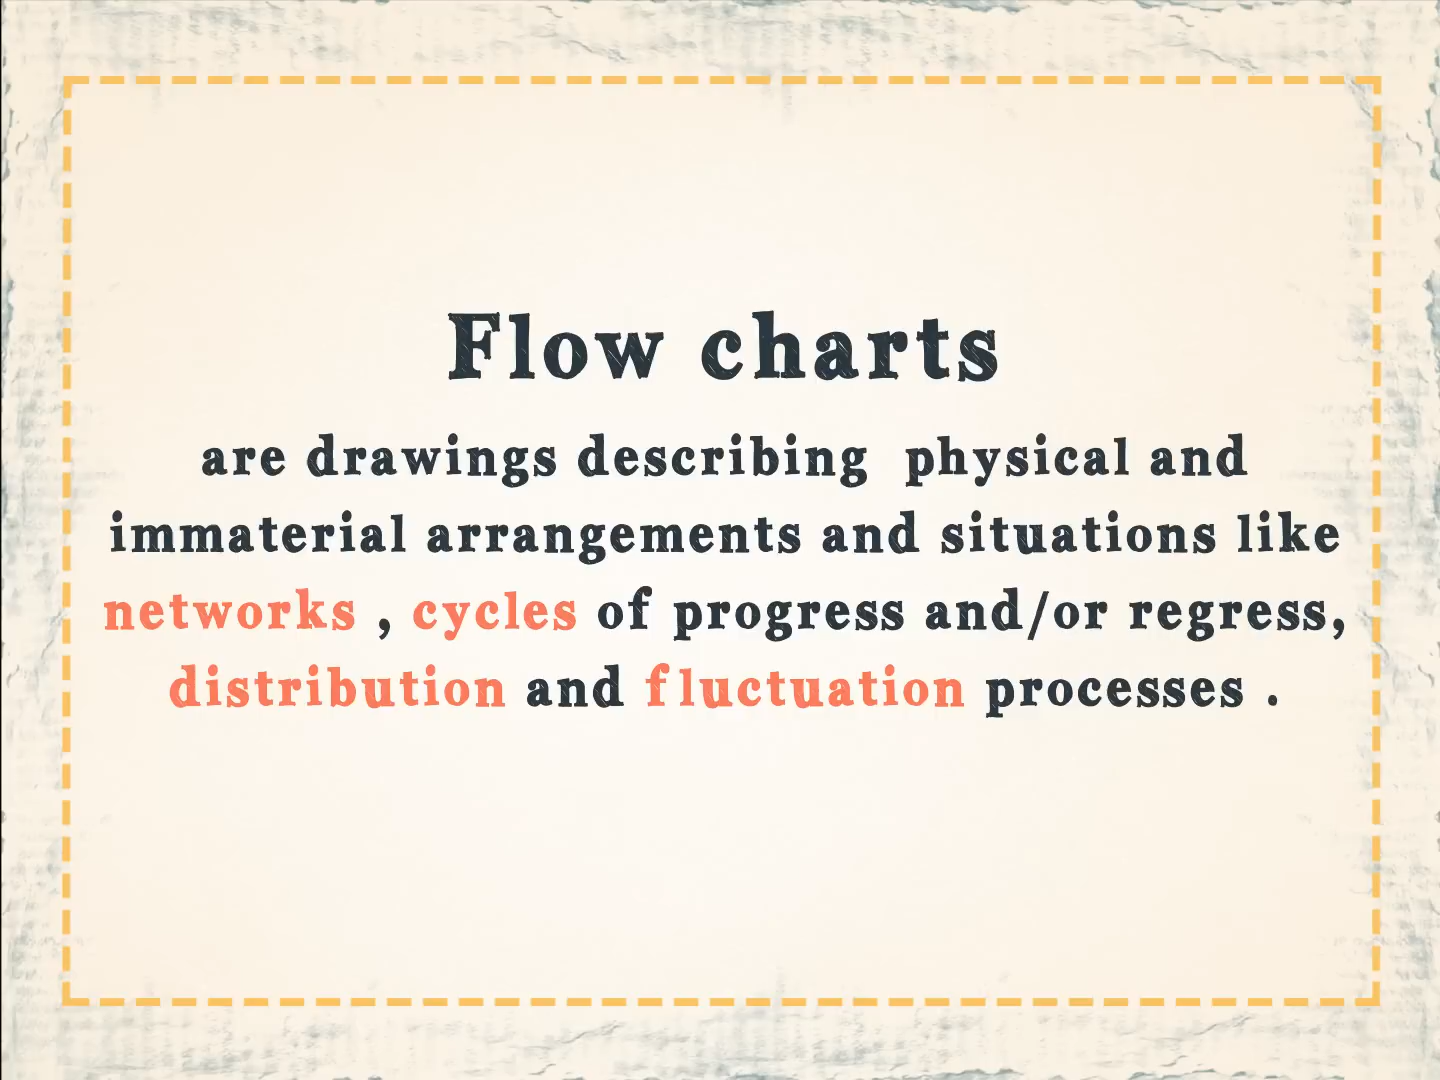 Flow charts
are drawings describing physical and
immaterial arrangements and situations like
networks , cycles of progress and/or regress,
distribution and fluctuation processes .